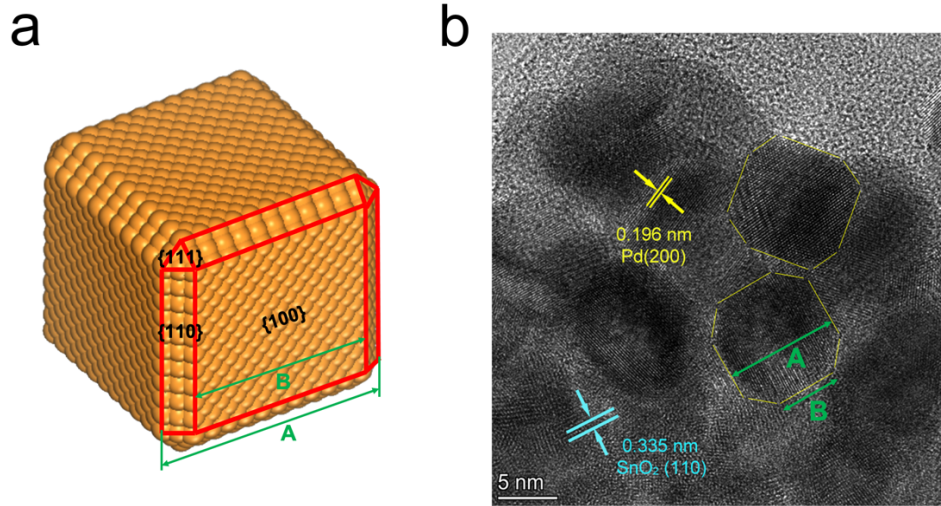 a
{111}
{110}
{100}
B
A
b
0.196 nm
Pd(200)
A
B
0.335 nm
SnO₂ (110)
5 nm